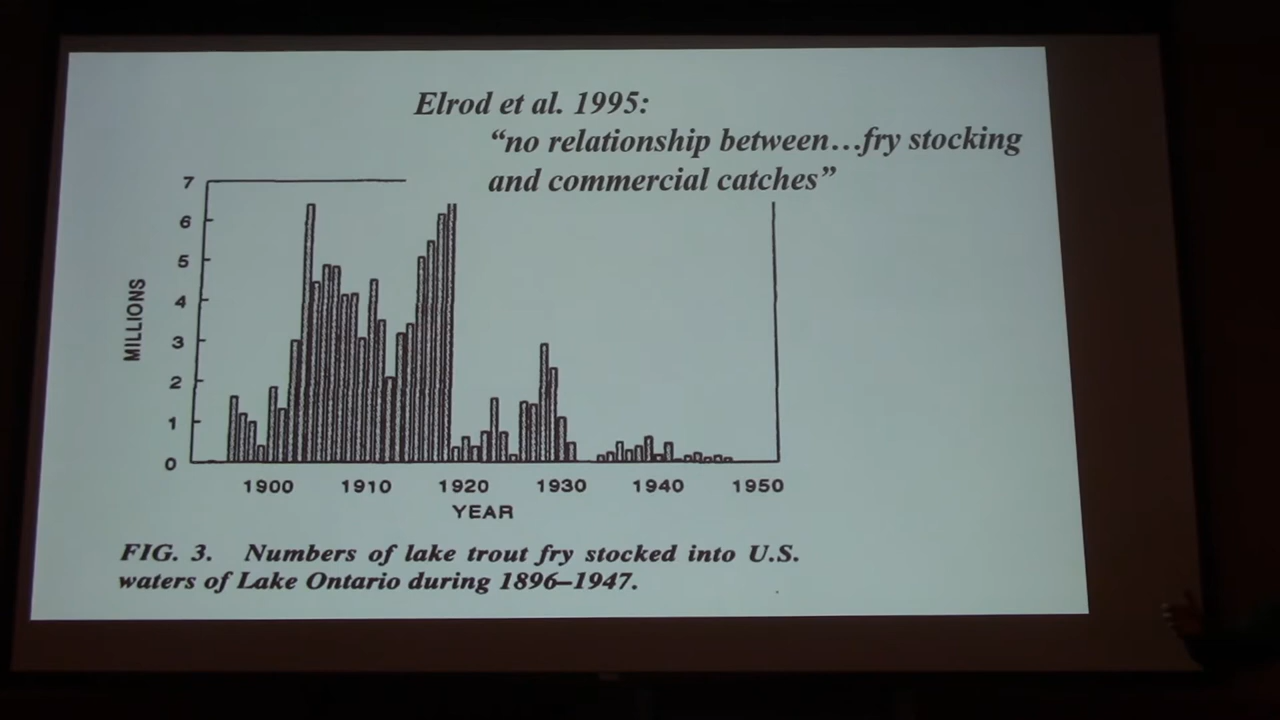 Elrod et al. 1995:
“no relationship between…fry stocking
and commercial catches”
7
6
5
4
3
2
1
0
MILLIONS
1900 1910 1920 1930 1940 1950
YEAR
FIG. 3. Numbers of lake trout fry stocked into U.S.
waters of Lake Ontario during 1896–1947.